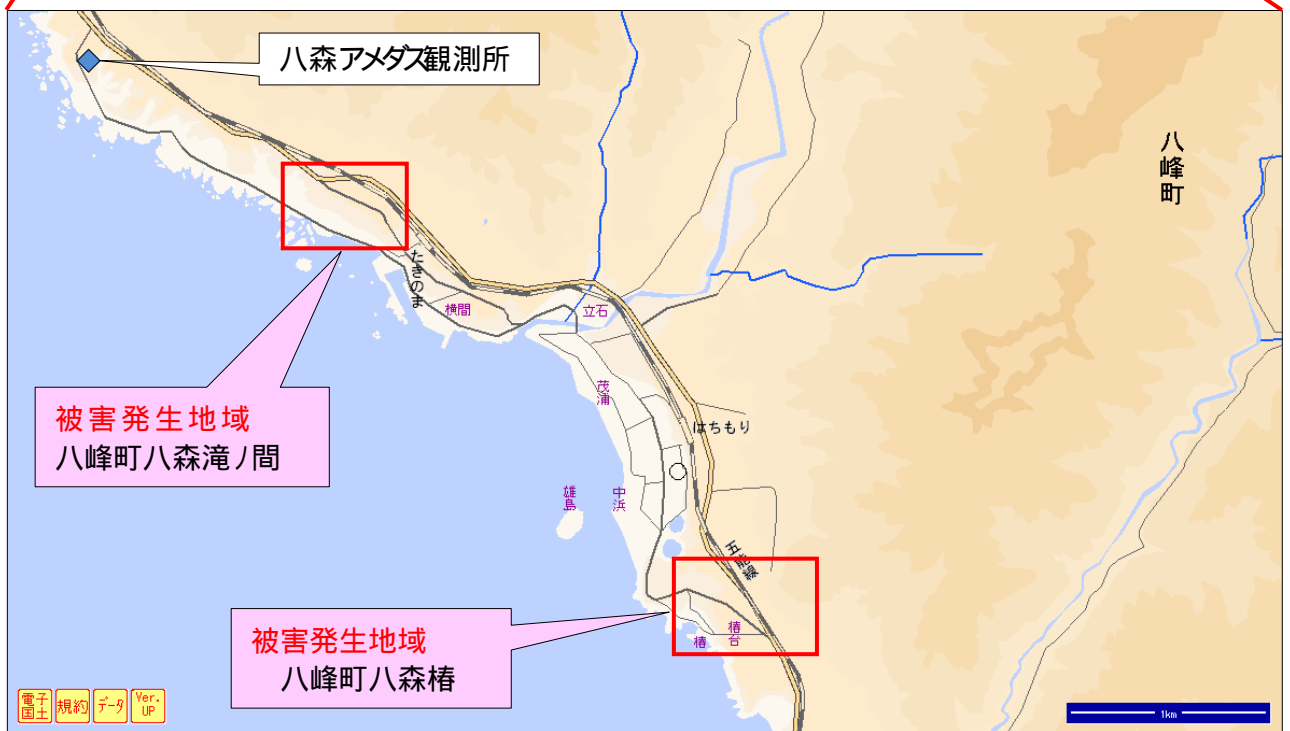 八森アメダス観測所
八峰町
たきのま
横間
立石
被害発生地域
八峰町八森滝ノ間
茂浦
はちもり
雄島
中浜
五能線
被害発生地域
八峰町八森椿
椿台
椿
電子国土
規約
データ
Ver.UP
1km